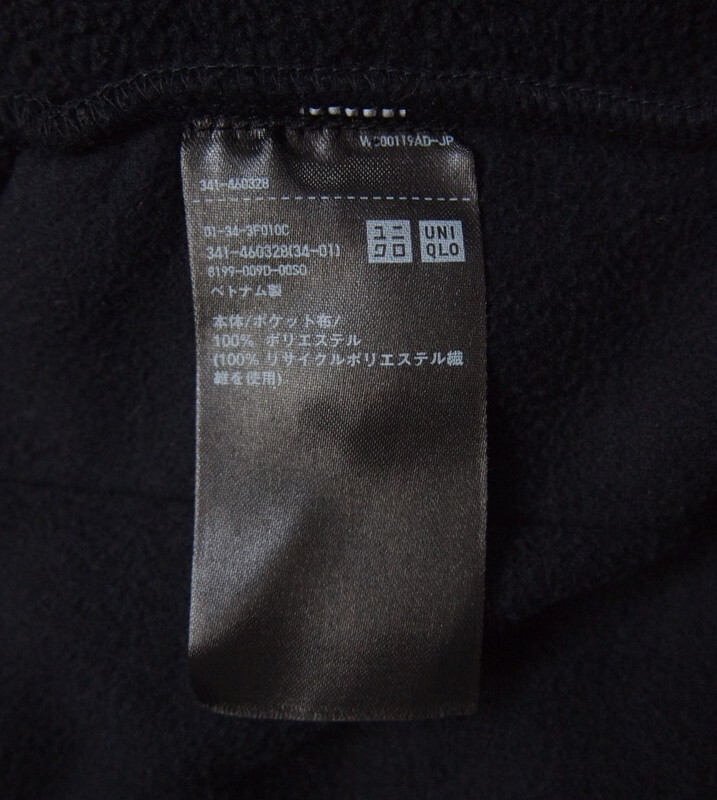 WC00119AD-JP
341-460328
01-34-3F010C
341-460328(34-01)
8199-009D-00SO
ベトナム製
ユニ
クロ
UNI
QLO
本体/ポケット布/
100% ポリエステル
(100% リサイクルポリエステル繊
維を使用)